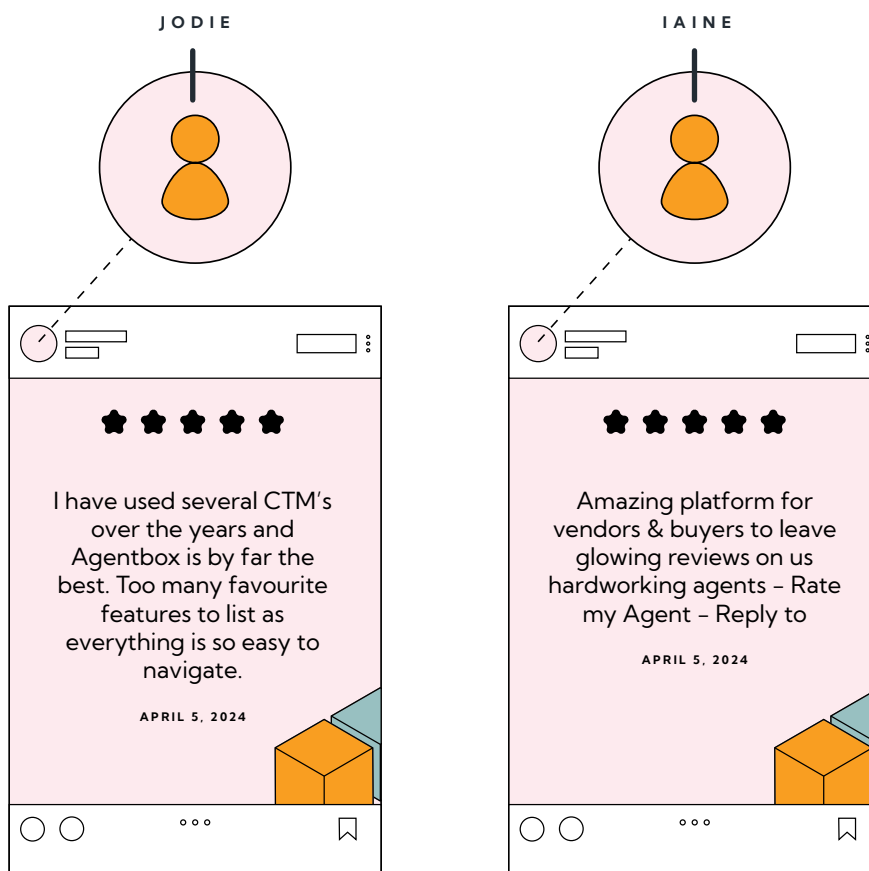 JODIE
I have used several CTM's
over the years and
Agentbox is by far the
best. Too many favourite
features to list as
everything is so easy to
navigate.
APRIL 5, 2024
IAINE
Amazing platform for
vendors & buyers to leave
glowing reviews on us
hardworking agents – Rate
my Agent – Reply to
APRIL 5, 2024